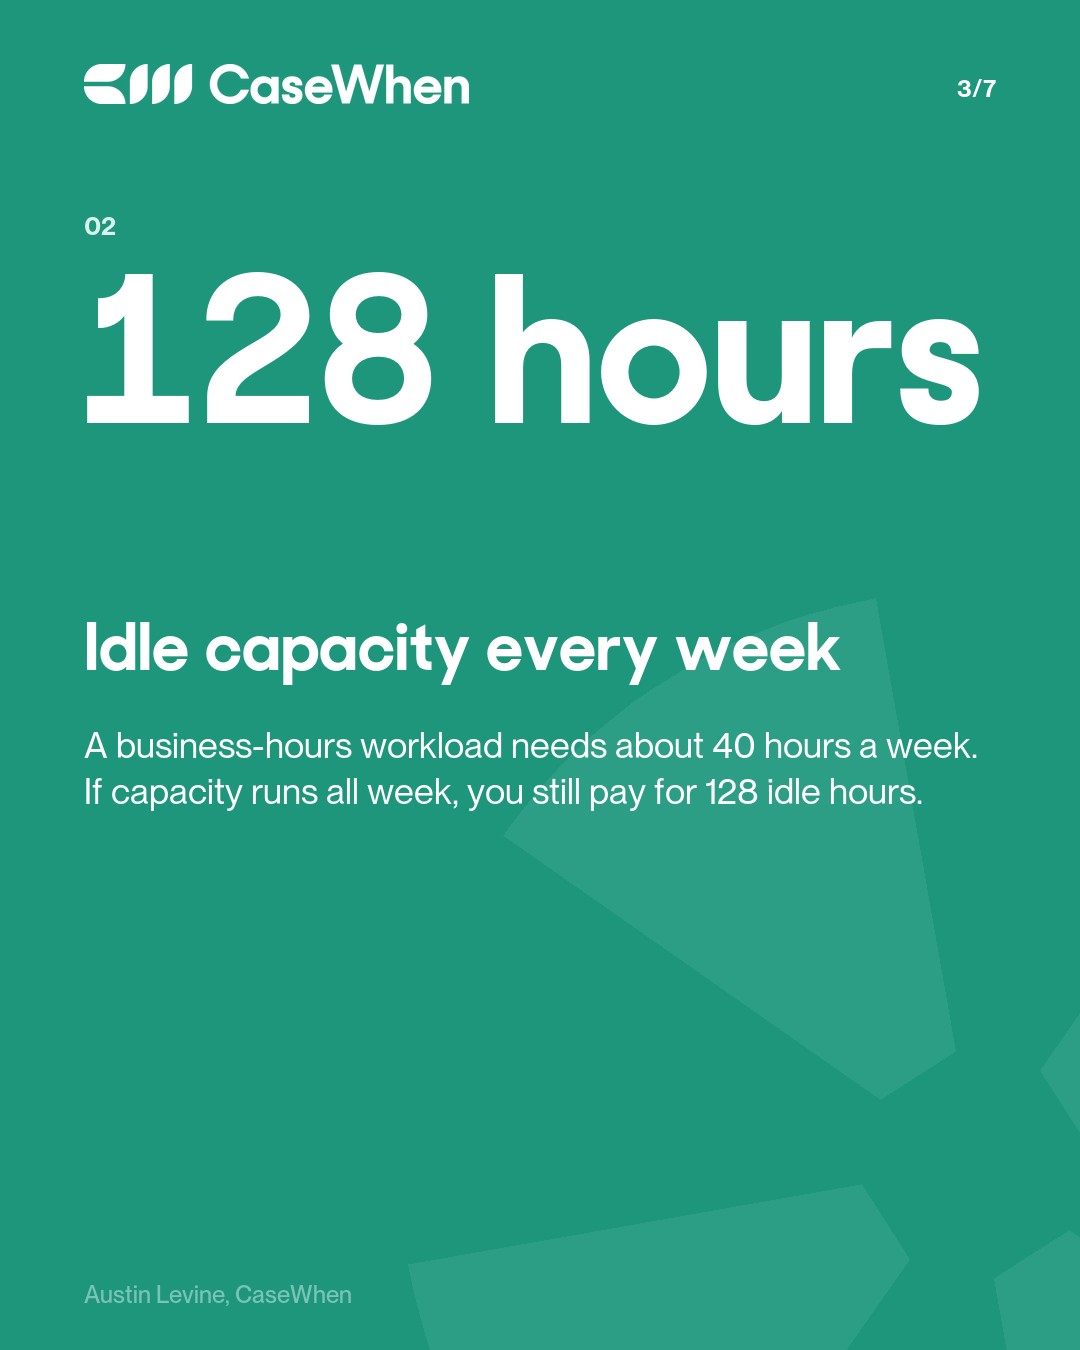 CaseWhen
3/7
02
128 hours
Idle capacity every week
A business-hours workload needs about 40 hours a week.
If capacity runs all week, you still pay for 128 idle hours.
Austin Levine, CaseWhen